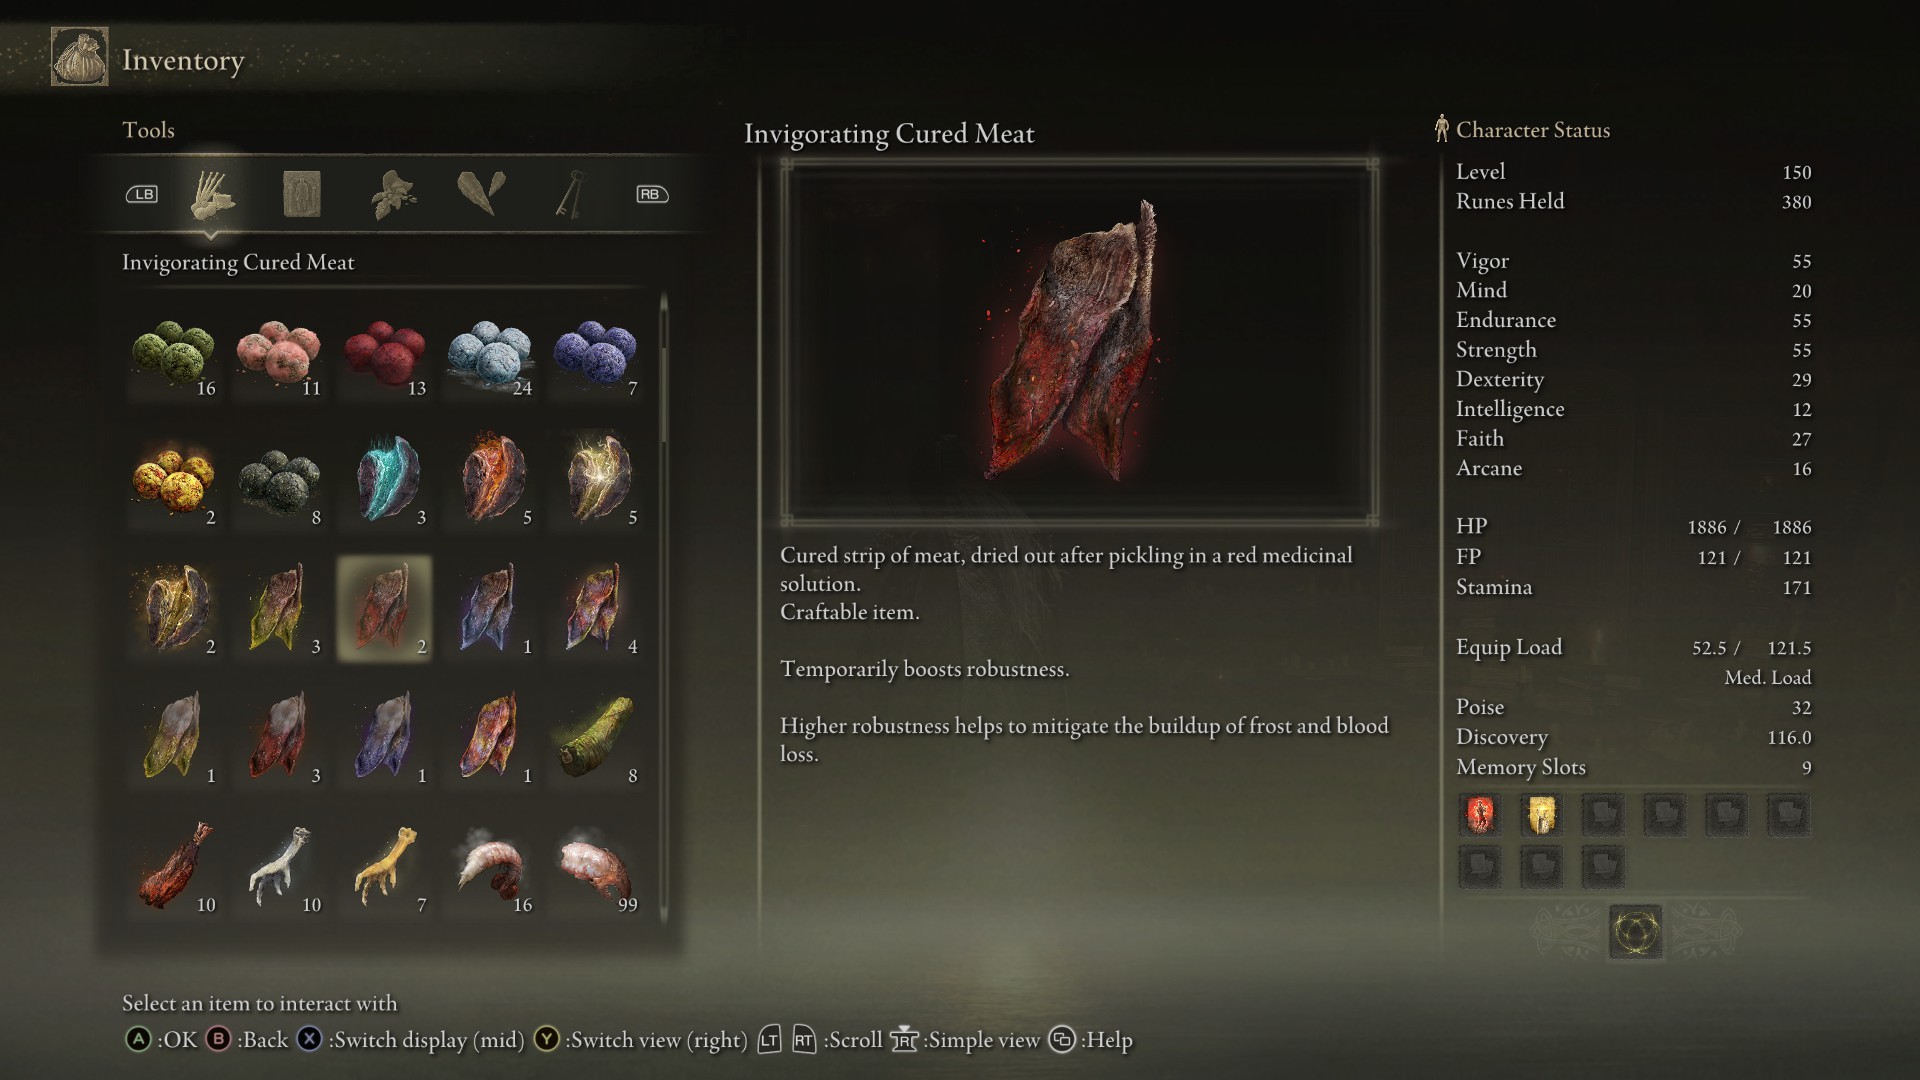 Inventory
Tools
LB
RB
Invigorating Cured Meat
16 11 13 24 7
2 8 3 5 5
2 3 2 1 4
1 3 1 1 8
10 10 7 16 99
Invigorating Cured Meat
Cured strip of meat, dried out after pickling in a red medicinal
solution.
Craftable item.
Temporarily boosts robustness.
Higher robustness helps to mitigate the buildup of frost and blood
loss.
Character Status
Level 150
Runes Held 380
Vigor 55
Mind 20
Endurance 55
Strength 55
Dexterity 29
Intelligence 12
Faith 27
Arcane 16
HP 1886 / 1886
FP 121 / 121
Stamina 171
Equip Load 52.5 / 121.5
Med. Load
Poise 32
Discovery 116.0
Memory Slots 9
Select an item to interact with
A :OK B :Back X :Switch display (mid) Y :Switch view (right) LT RT :Scroll R :Simple view :Help